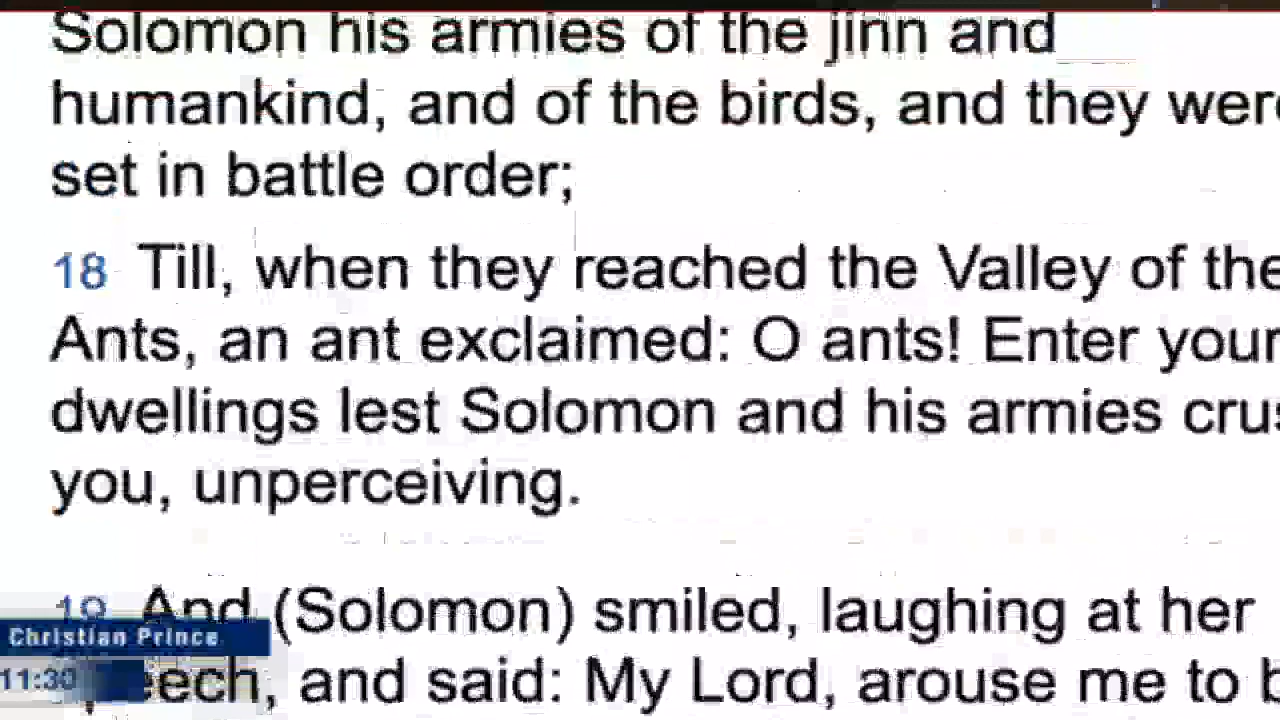 Solomon his armies of the jinn and
humankind, and of the birds, and they were
set in battle order;
18 Till, when they reached the Valley of the
Ants, an ant exclaimed: O ants! Enter your
dwellings lest Solomon and his armies crus
you, unperceiving.
19 And (Solomon) smiled, laughing at her
eech, and said: My Lord, arouse me to b
Christian Prince
11:30